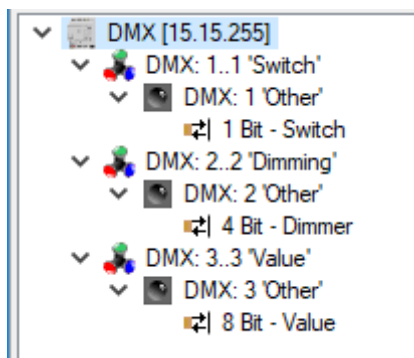 DMX [15.15.255]
DMX: 1..1 'Switch'
DMX: 1 'Other'
1 Bit - Switch
DMX: 2..2 'Dimming'
DMX: 2 'Other'
4 Bit - Dimmer
DMX: 3..3 'Value'
DMX: 3 'Other'
8 Bit - Value